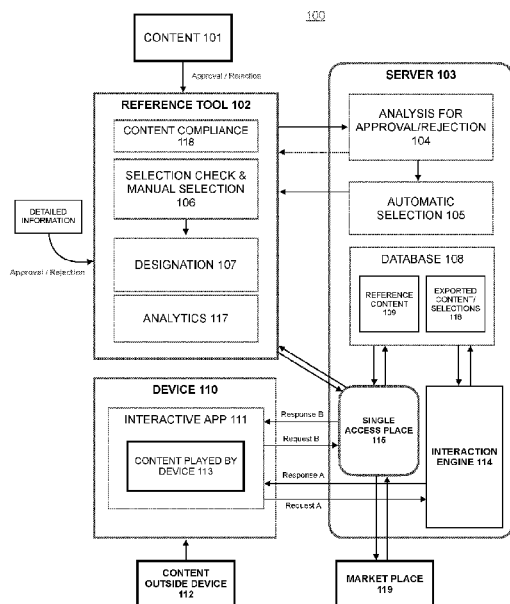 100
CONTENT 101
Approval / Rejection
REFERENCE TOOL 102
CONTENT COMPLIANCE
118
SELECTION CHECK &
MANUAL SELECTION
106
DESIGNATION 107
ANALYTICS 117
DETAILED
INFORMATION
Approval / Rejection
SERVER 103
ANALYSIS FOR
APPROVAL/REJECTION
104
AUTOMATIC
SELECTION 105
DATABASE 108
REFERENCE
CONTENT
109
EXPORTED
CONTENT/
SELECTIONS
118
DEVICE 110
INTERACTIVE APP 111
CONTENT PLAYED BY
DEVICE 113
Response B
Request B
Response A
Request A
SINGLE
ACCESS PLACE
115
INTERACTION
ENGINE 114
CONTENT
OUTSIDE DEVICE
112
MARKET PLACE
119